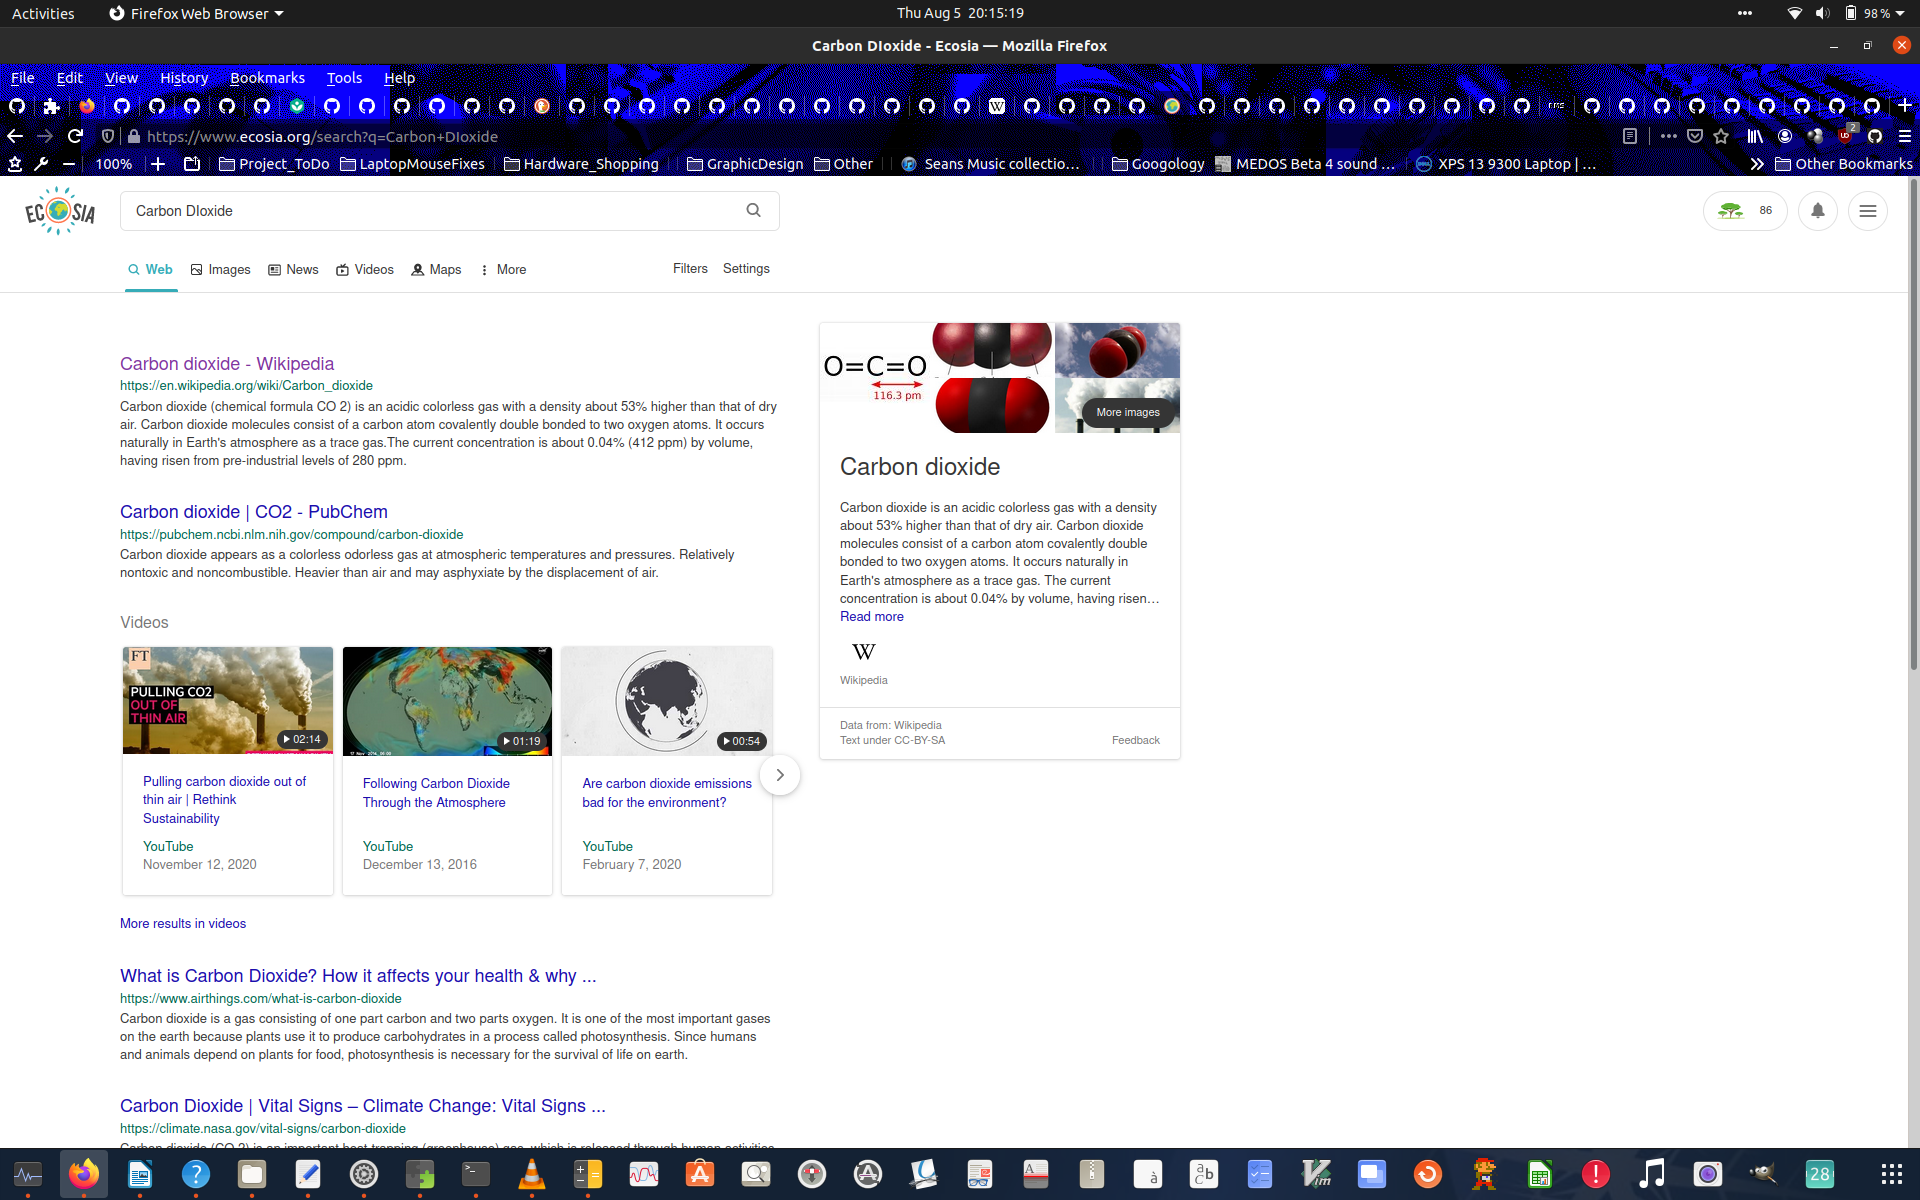 Activities
Firefox Web Browser
Thu Aug 5 20:15:19
98 %
Carbon DIoxide - Ecosia — Mozilla Firefox
File Edit View History Bookmarks Tools Help
https://www.ecosia.org/search?q=Carbon+DIoxide
2
100%
Project_ToDo
LaptopMouseFixes
Hardware_Shopping
GraphicDesign
Other
Seans Music collectio…
Googology
MEDOS Beta 4 sound …
XPS 13 9300 Laptop | …
Other Bookmarks
ECOSIA
Carbon DIoxide
86
Web
Images
News
Videos
Maps
More
Filters
Settings
Carbon dioxide - Wikipedia
https://en.wikipedia.org/wiki/Carbon_dioxide
Carbon dioxide (chemical formula CO 2) is an acidic colorless gas with a density about 53% higher than that of dry
air. Carbon dioxide molecules consist of a carbon atom covalently double bonded to two oxygen atoms. It occurs
naturally in Earth's atmosphere as a trace gas.The current concentration is about 0.04% (412 ppm) by volume,
having risen from pre-industrial levels of 280 ppm.
Carbon dioxide | CO2 - PubChem
https://pubchem.ncbi.nlm.nih.gov/compound/carbon-dioxide
Carbon dioxide appears as a colorless odorless gas at atmospheric temperatures and pressures. Relatively
nontoxic and noncombustible. Heavier than air and may asphyxiate by the displacement of air.
Videos
FT
PULLING CO2
OUT OF
THIN AIR
02:14
Pulling carbon dioxide out of
thin air | Rethink
Sustainability
YouTube
November 12, 2020
01:19
Following Carbon Dioxide
Through the Atmosphere
YouTube
December 13, 2016
00:54
Are carbon dioxide emissions
bad for the environment?
YouTube
February 7, 2020
More results in videos
What is Carbon Dioxide? How it affects your health & why ...
https://www.airthings.com/what-is-carbon-dioxide
Carbon dioxide is a gas consisting of one part carbon and two parts oxygen. It is one of the most important gases
on the earth because plants use it to produce carbohydrates in a process called photosynthesis. Since humans
and animals depend on plants for food, photosynthesis is necessary for the survival of life on earth.
Carbon Dioxide | Vital Signs – Climate Change: Vital Signs ...
https://climate.nasa.gov/vital-signs/carbon-dioxide
Carbon dioxide (CO 2) is an important heat-trapping (greenhouse) gas, which is released through human activities
O=C=O
116.3 pm
More images
Carbon dioxide
Carbon dioxide is an acidic colorless gas with a density
about 53% higher than that of dry air. Carbon dioxide
molecules consist of a carbon atom covalently double
bonded to two oxygen atoms. It occurs naturally in
Earth's atmosphere as a trace gas. The current
concentration is about 0.04% by volume, having risen…
Read more
W
Wikipedia
Data from: Wikipedia
Text under CC-BY-SA
Feedback
28